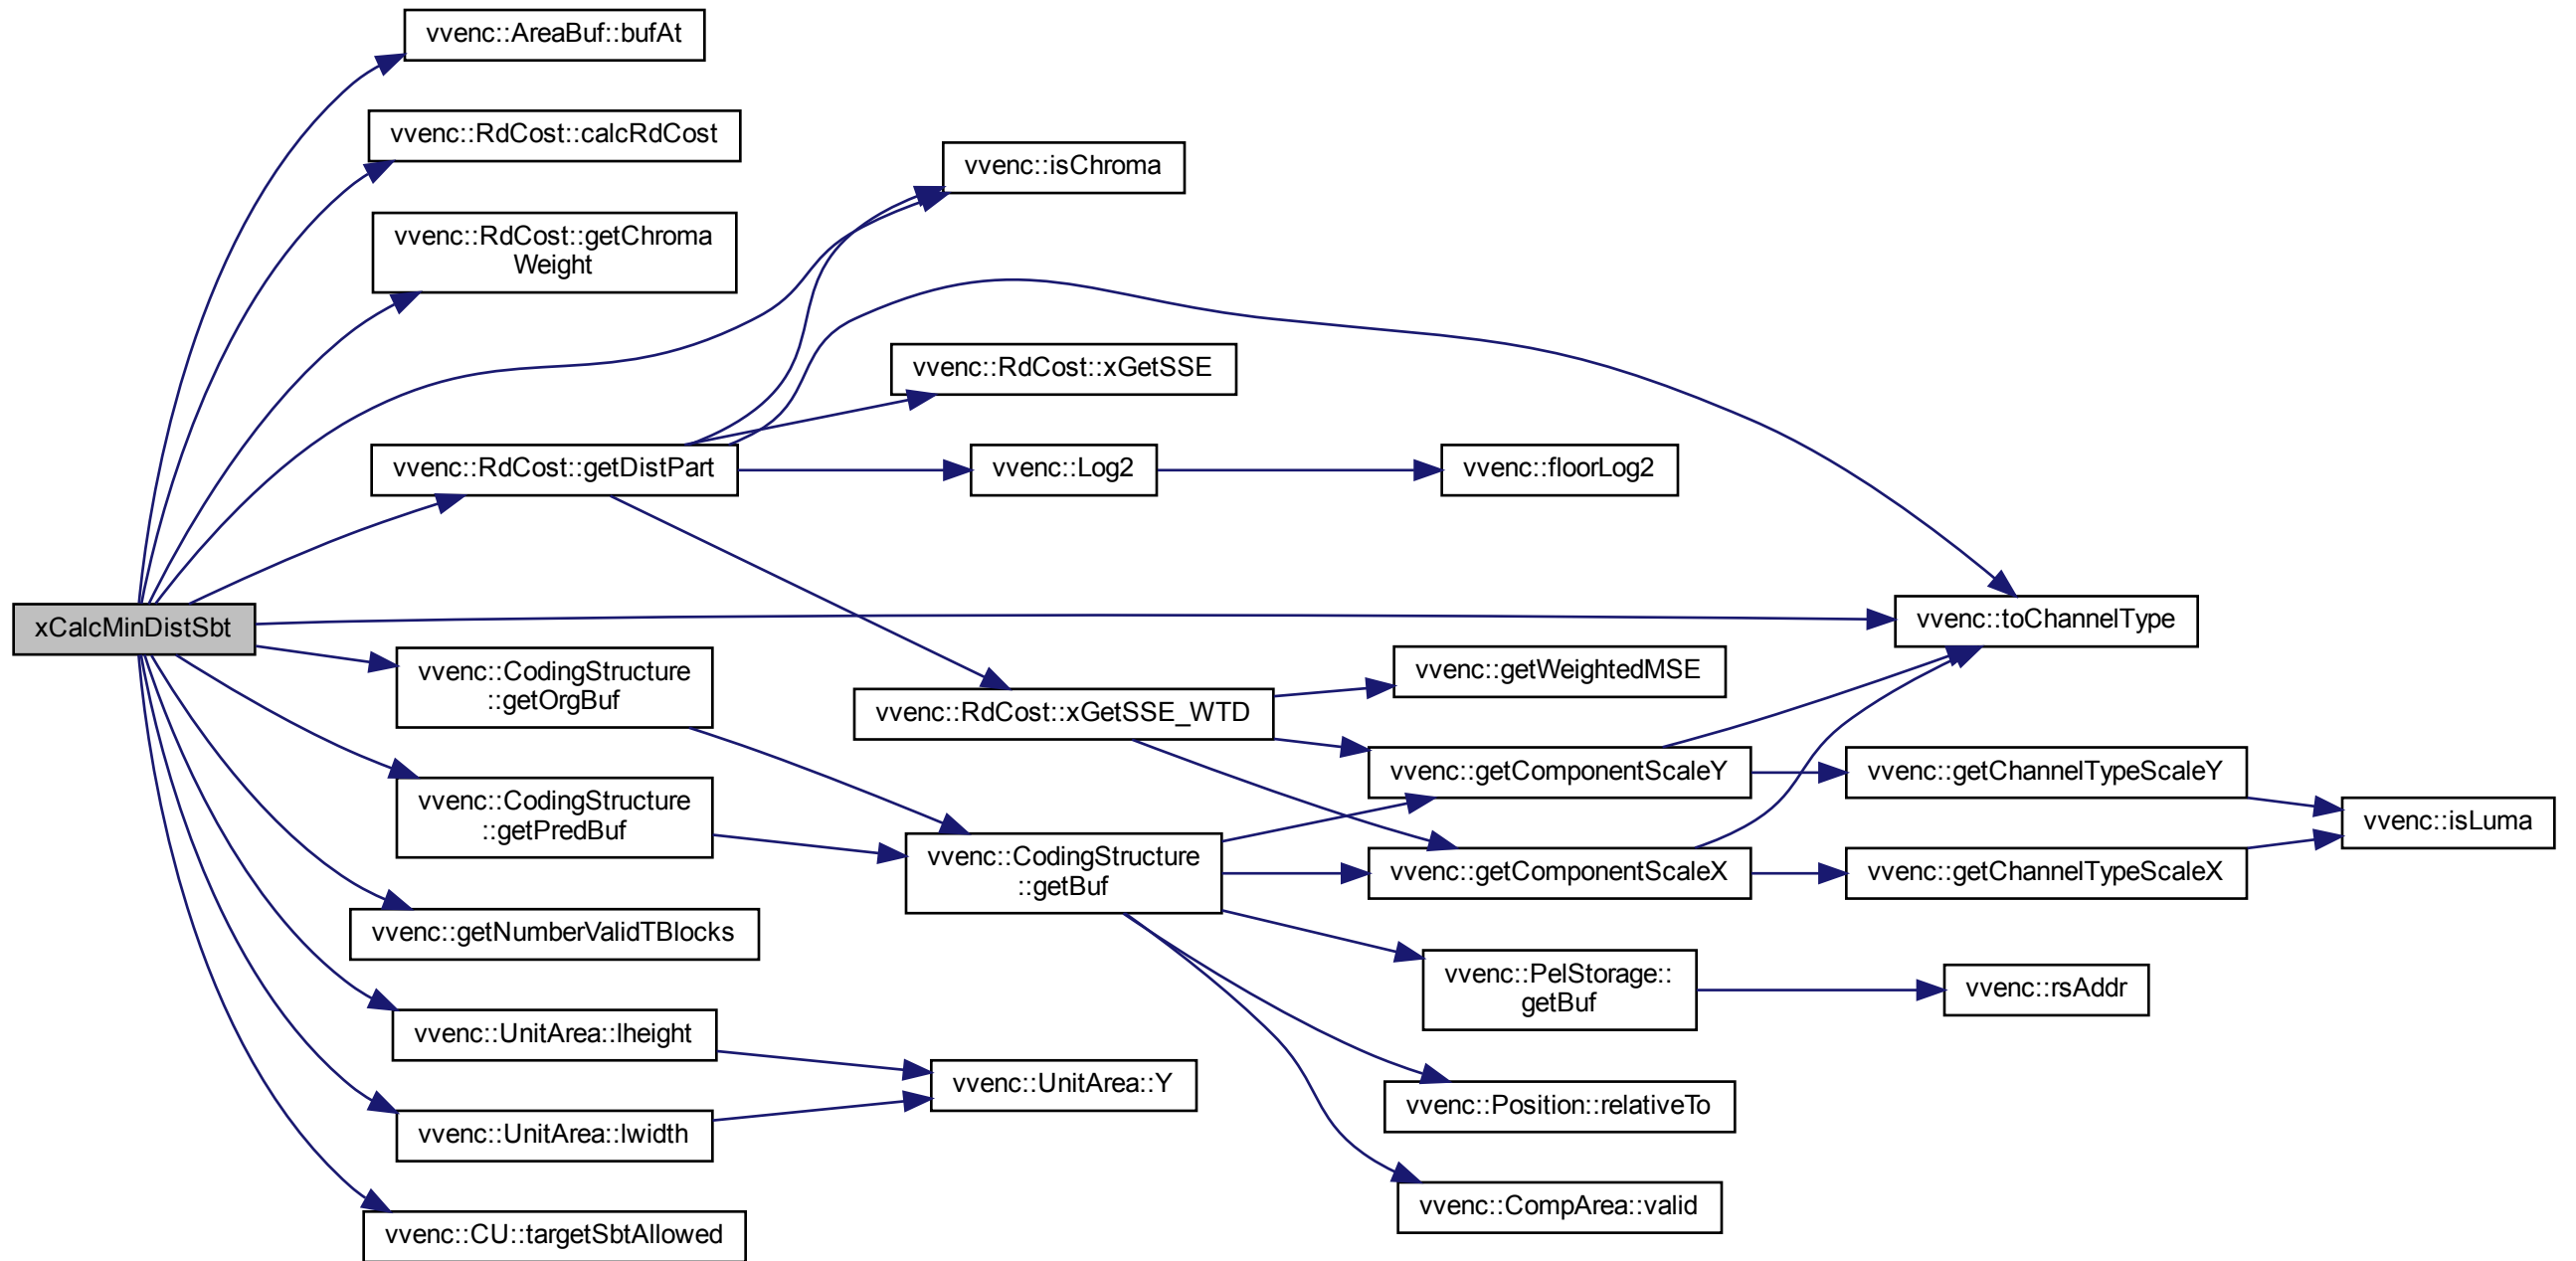 xCalcMinDistSbt
vvenc::AreaBuf::bufAt
vvenc::RdCost::calcRdCost
vvenc::RdCost::getChroma
Weight
vvenc::isChroma
vvenc::RdCost::getDistPart
vvenc::RdCost::xGetSSE
vvenc::Log2
vvenc::floorLog2
vvenc::RdCost::xGetSSE_WTD
vvenc::toChannelType
vvenc::getWeightedMSE
vvenc::getComponentScaleY
vvenc::getChannelTypeScaleY
vvenc::isLuma
vvenc::getComponentScaleX
vvenc::getChannelTypeScaleX
vvenc::CodingStructure
::getOrgBuf
vvenc::CodingStructure
::getPredBuf
vvenc::CodingStructure
::getBuf
vvenc::PelStorage::
getBuf
vvenc::rsAddr
vvenc::Position::relativeTo
vvenc::CompArea::valid
vvenc::getNumberValidTBlocks
vvenc::UnitArea::lheight
vvenc::UnitArea::Y
vvenc::UnitArea::lwidth
vvenc::CU::targetSbtAllowed